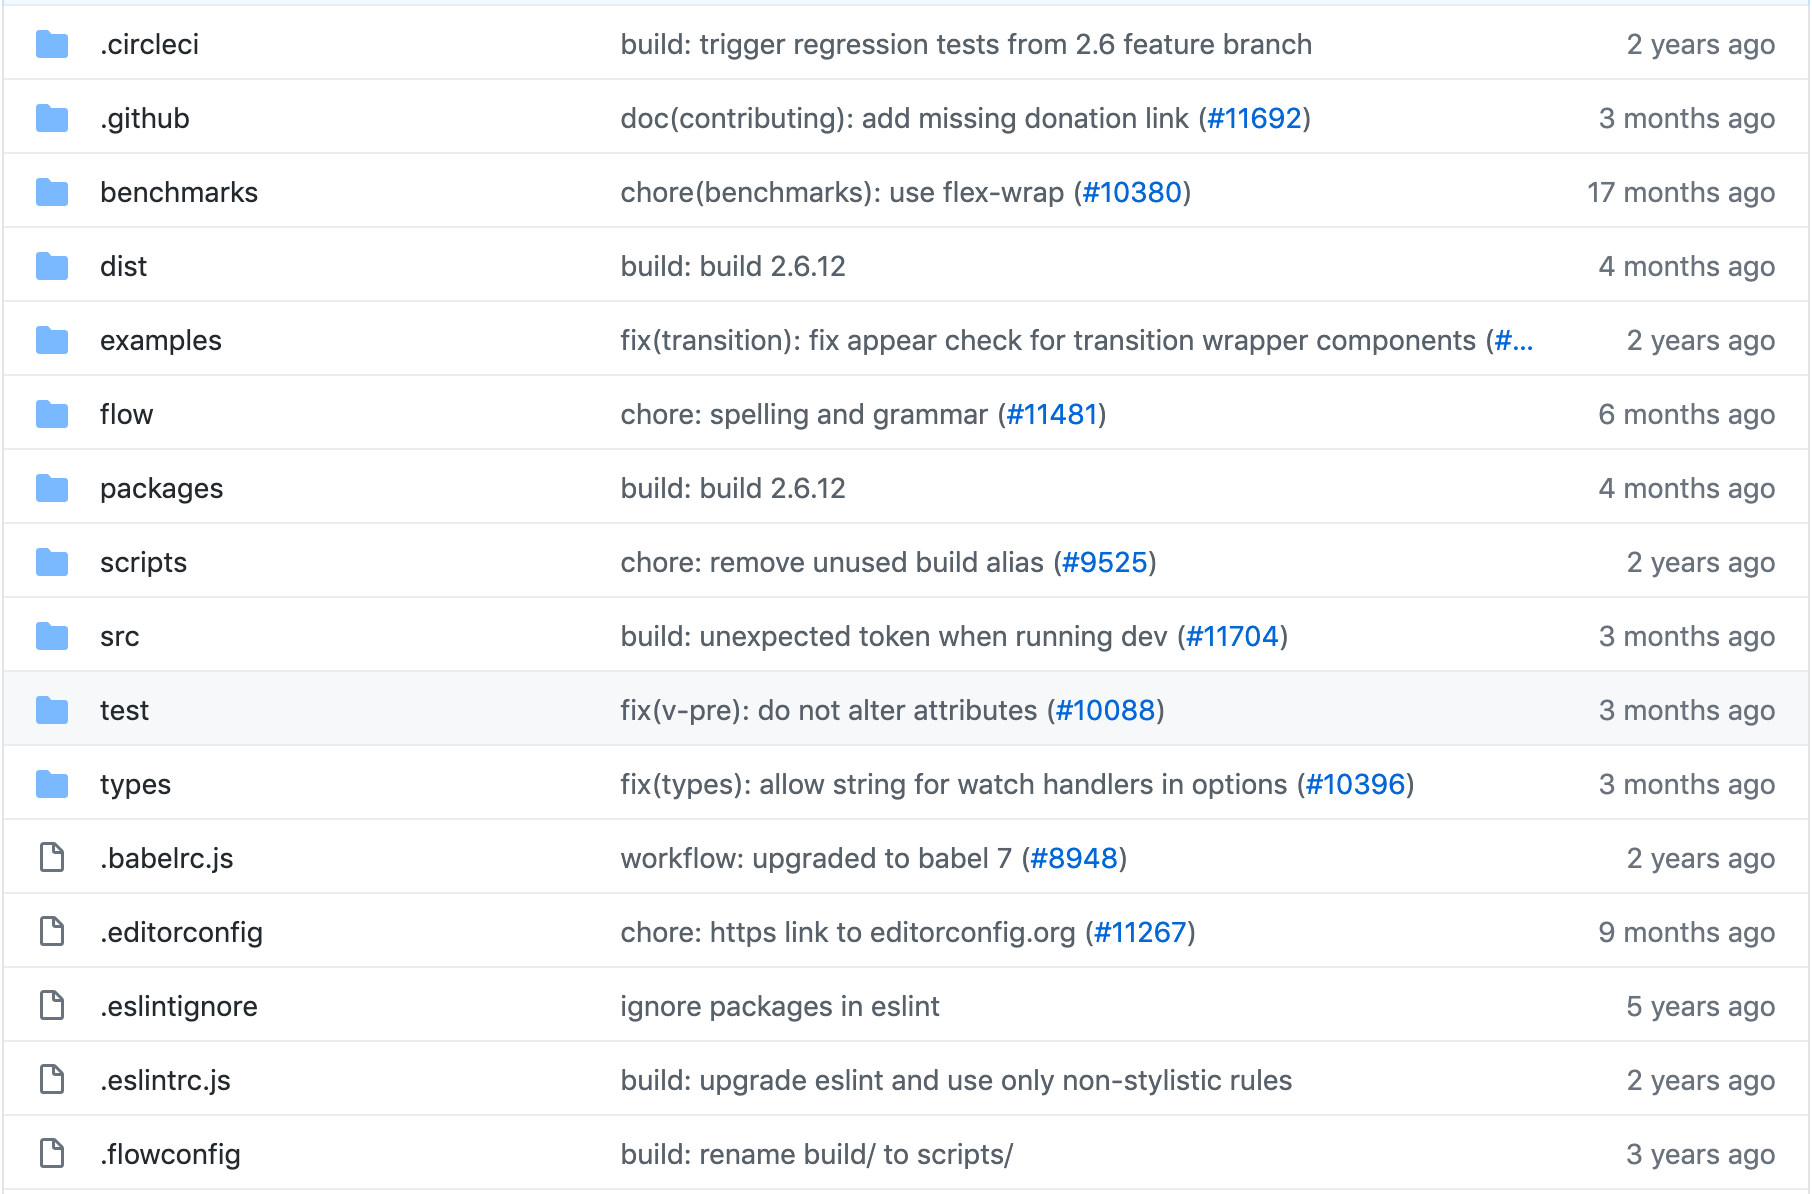 .circleci build: trigger regression tests from 2.6 feature branch 2 years ago
.github doc(contributing): add missing donation link (#11692) 3 months ago
benchmarks chore(benchmarks): use flex-wrap (#10380) 17 months ago
dist build: build 2.6.12 4 months ago
examples fix(transition): fix appear check for transition wrapper components (#... 2 years ago
flow chore: spelling and grammar (#11481) 6 months ago
packages build: build 2.6.12 4 months ago
scripts chore: remove unused build alias (#9525) 2 years ago
src build: unexpected token when running dev (#11704) 3 months ago
test fix(v-pre): do not alter attributes (#10088) 3 months ago
types fix(types): allow string for watch handlers in options (#10396) 3 months ago
.babelrc.js workflow: upgraded to babel 7 (#8948) 2 years ago
.editorconfig chore: https link to editorconfig.org (#11267) 9 months ago
.eslintignore ignore packages in eslint 5 years ago
.eslintrc.js build: upgrade eslint and use only non-stylistic rules 2 years ago
.flowconfig build: rename build/ to scripts/ 3 years ago